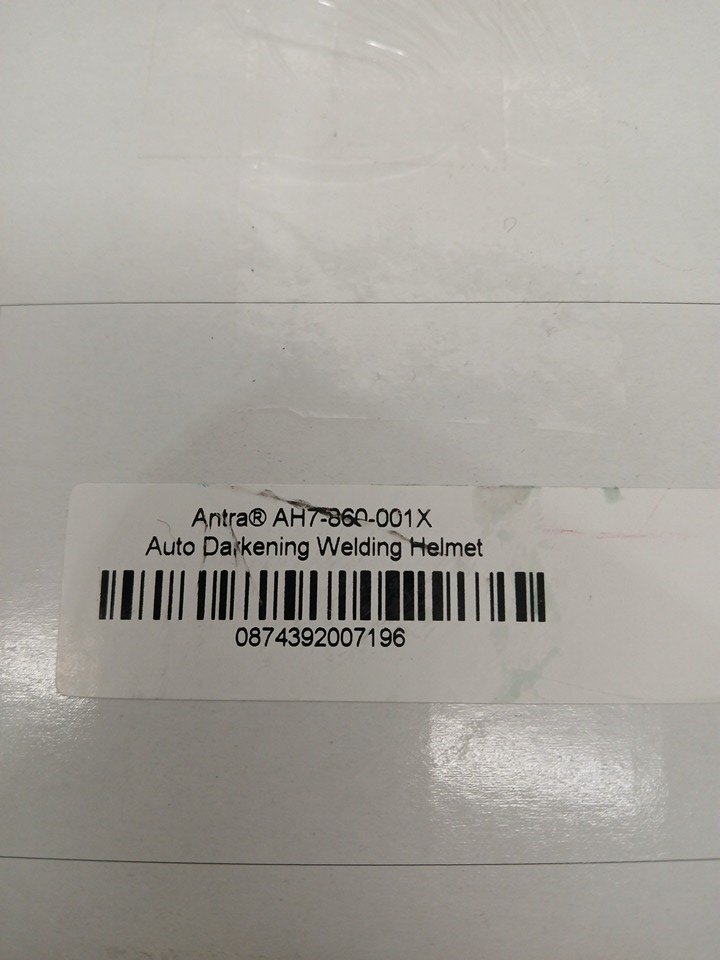 Antra® AH7-860-001X
Auto Darkening Welding Helmet
0874392007196